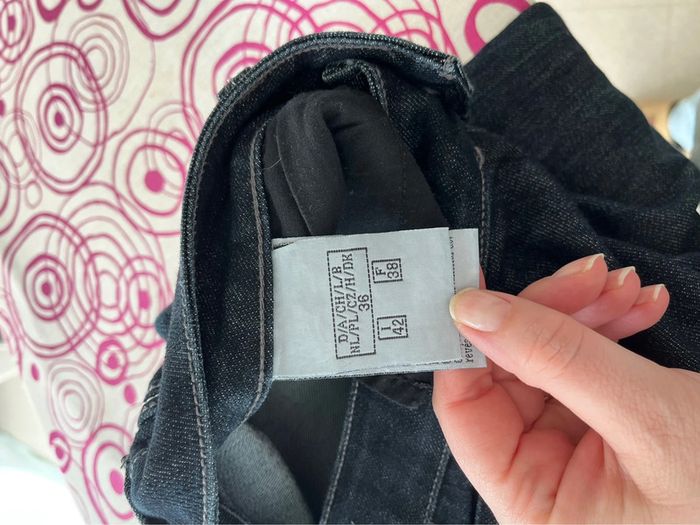 D/A/CH/L/B
NL/PL/CZ/H/DK
36
F
38
I
42